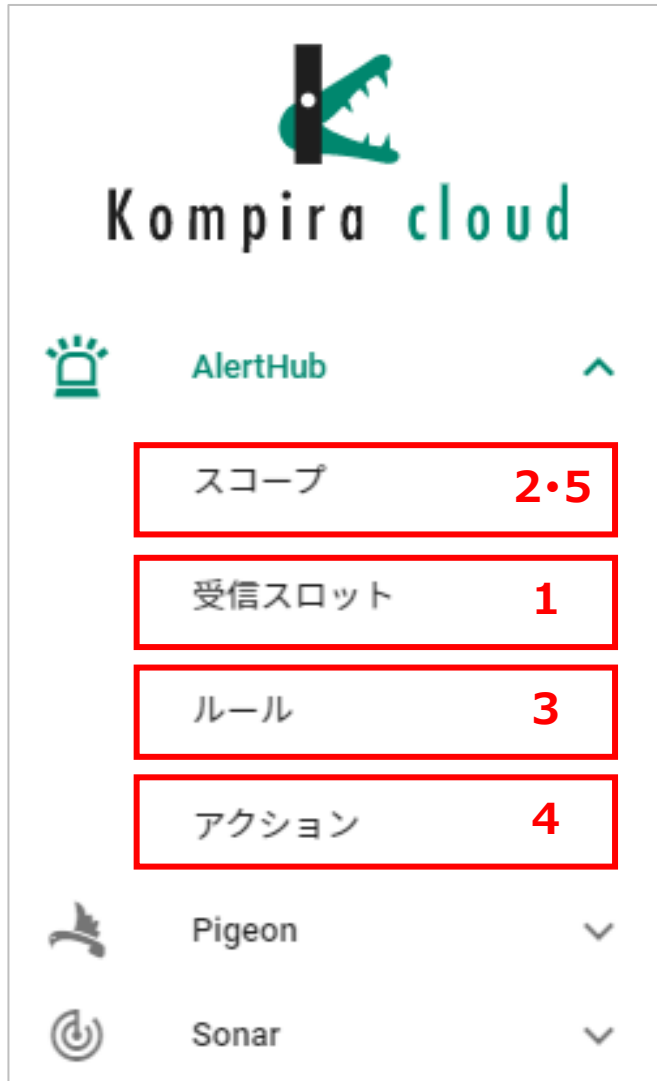 Kompira cloud
AlertHub
スコープ 2・5
受信スロット 1
ルール 3
アクション 4
Pigeon
Sonar